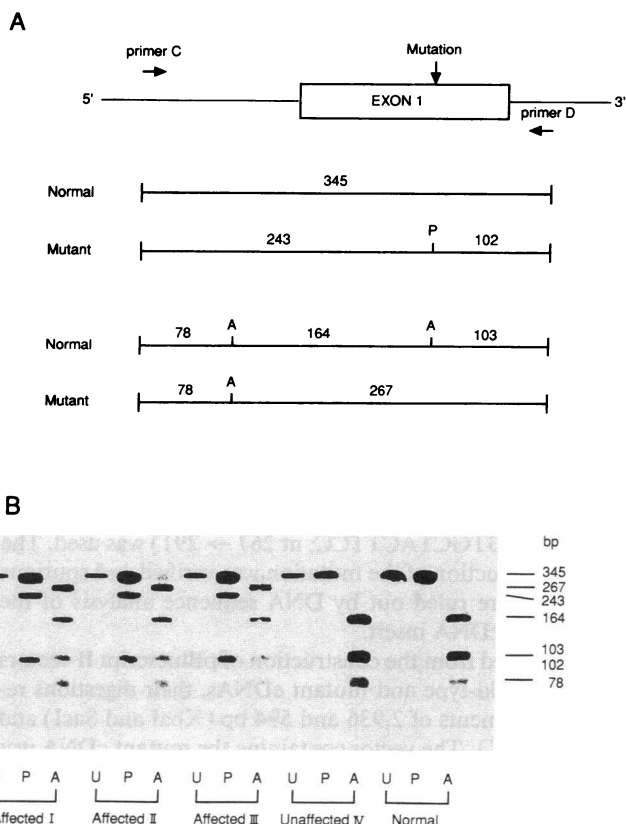 A
primer C
Mutation
5'
EXON 1
3'
primer D
Normal
345
Mutant
243
P
102
Normal
78
A
164
A
103
Mutant
78
A
267
B
bp
345
267
243
164
103
102
78
P A U P A U P A U P A U P A
ffected I Affected II Affected III Unaffected IV Normal